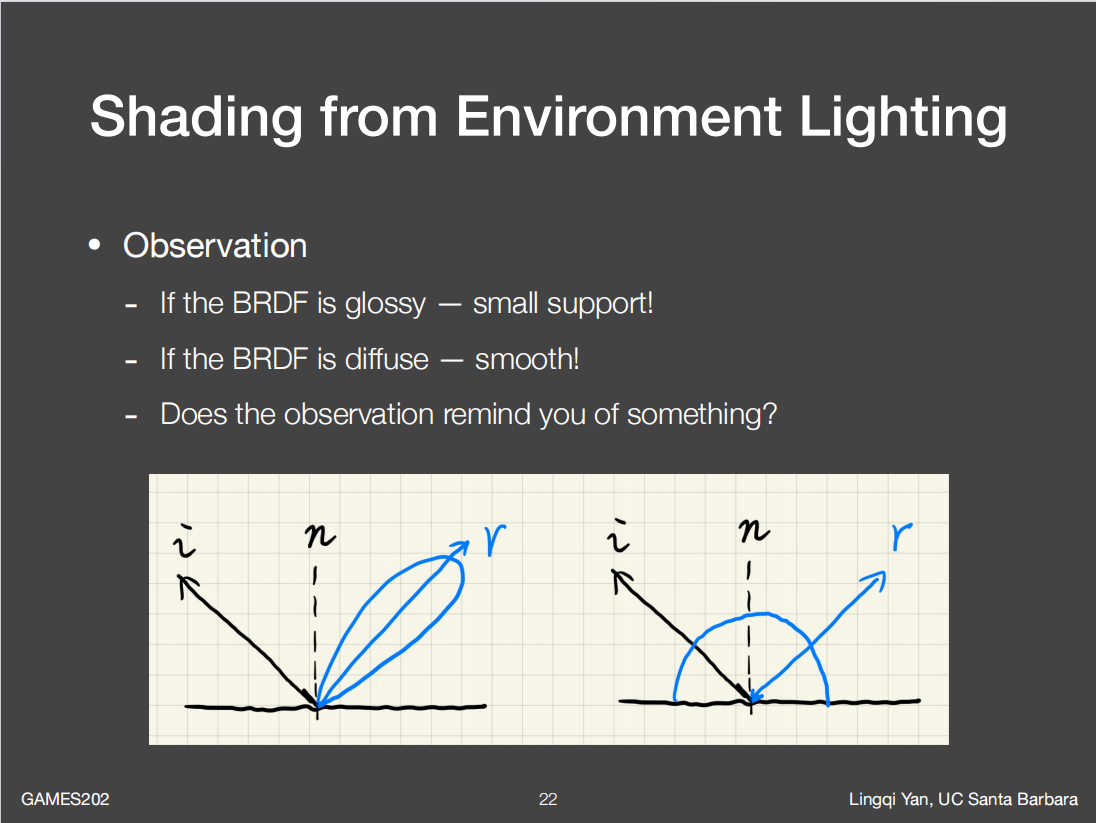 Shading from Environment Lighting
• Observation
- If the BRDF is glossy — small support!
- If the BRDF is diffuse — smooth!
- Does the observation remind you of something?
i n r i n r
GAMES202 22 Lingqi Yan, UC Santa Barbara